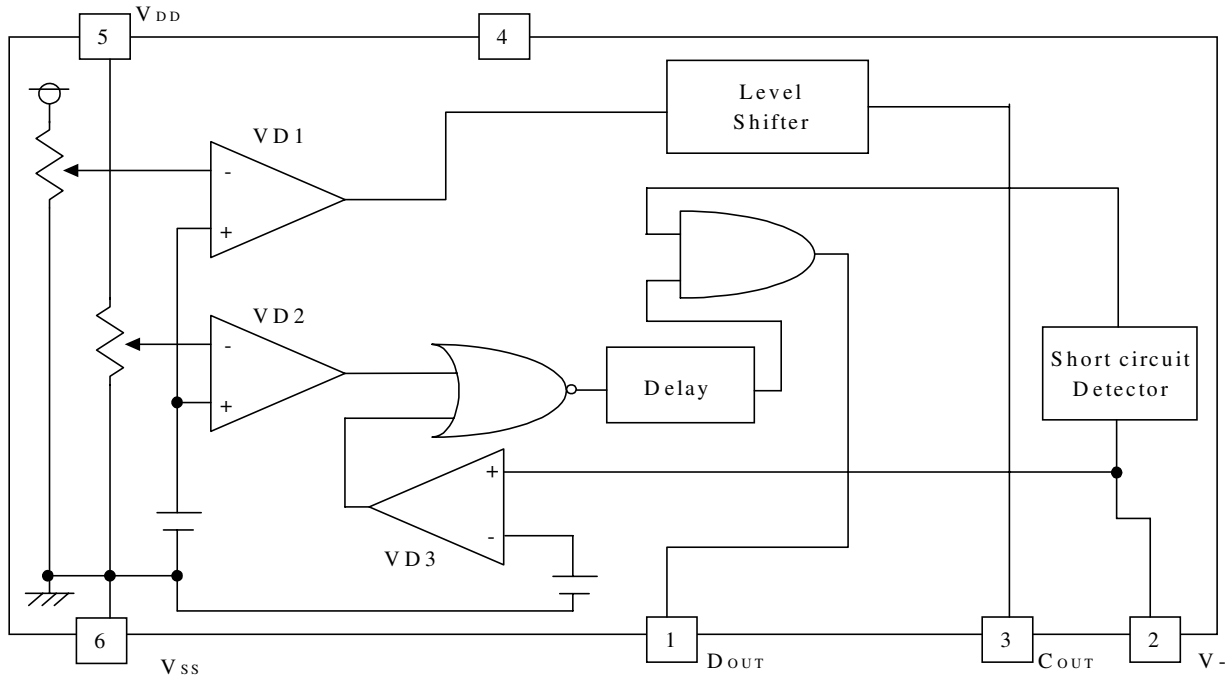 VDD
5
4
Level
Shifter
VD1
-
+
VD2
-
+
Delay
Short circuit
Detector
+
-
VD3
6
VSS
1
DOUT
3
COUT
2
V-